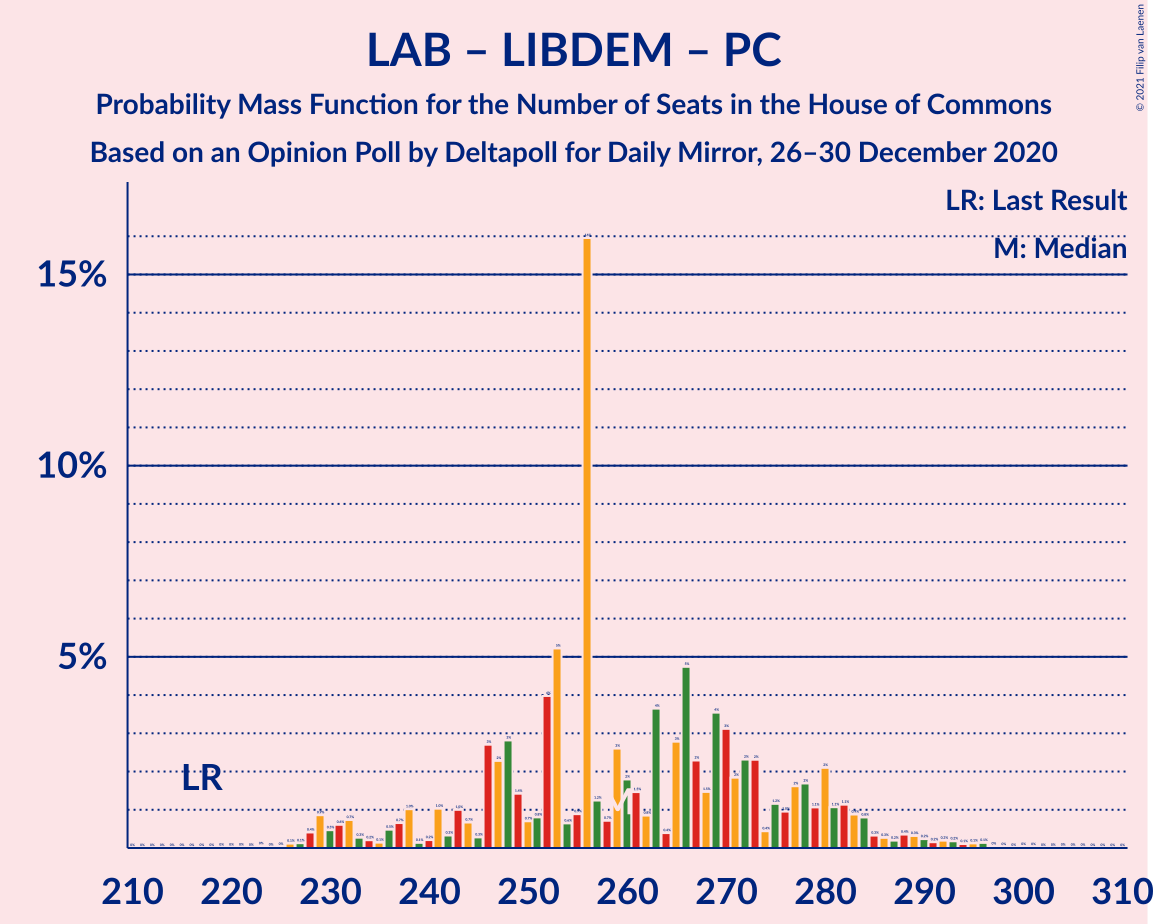 LAB – LIBDEM – PC
Probability Mass Function for the Number of Seats in the House of Commons
Based on an Opinion Poll by Deltapoll for Daily Mirror, 26–30 December 2020
© 2021 Filip van Laenen
LR: Last Result
M: Median
15%
10%
5%
LR
M
210 220 230 240 250 260 270 280 290 300 310